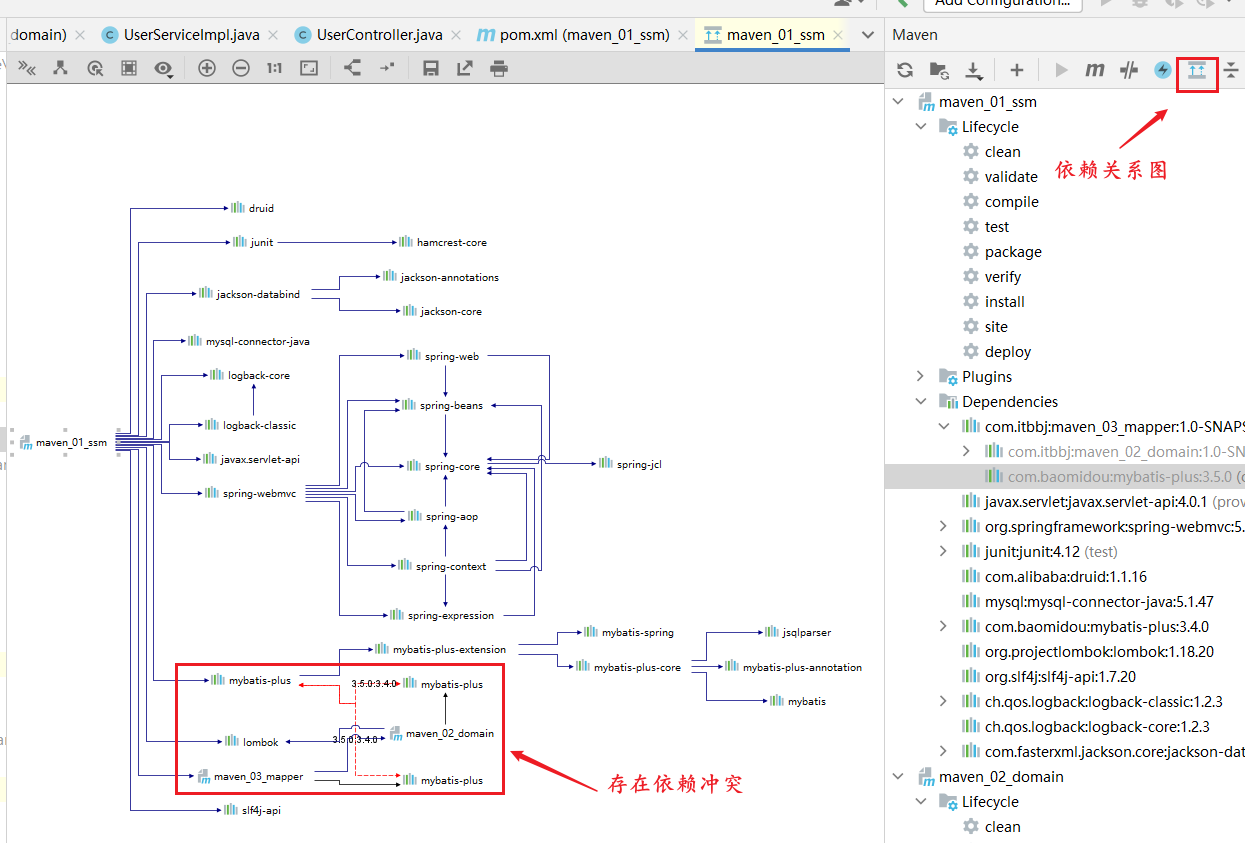 Add Configuration...
domain)
UserServiceImpl.java
UserController.java
pom.xml (maven_01_ssm)
maven_01_ssm
Maven
1:1
druid
junit
hamcrest-core
jackson-annotations
jackson-databind
jackson-core
mysql-connector-java
spring-web
logback-core
spring-beans
logback-classic
maven_01_ssm
javax.servlet-api
spring-core
spring-jcl
spring-webmvc
spring-aop
spring-context
spring-expression
mybatis-spring
jsqlparser
mybatis-plus-extension
mybatis-plus-core
mybatis-plus-annotation
mybatis-plus
3.5.0:3.4.0
mybatis-plus
mybatis
maven_02_domain
lombok
3.5.0:3.4.0
maven_03_mapper
mybatis-plus
slf4j-api
存在依赖冲突
依赖关系图
maven_01_ssm
Lifecycle
clean
validate
compile
test
package
verify
install
site
deploy
Plugins
Dependencies
com.itbbj:maven_03_mapper:1.0-SNAPS
com.itbbj:maven_02_domain:1.0-SN
com.baomidou:mybatis-plus:3.5.0 (
javax.servlet:javax.servlet-api:4.0.1 (prov
org.springframework:spring-webmvc:5.
junit:junit:4.12 (test)
com.alibaba:druid:1.1.16
mysql:mysql-connector-java:5.1.47
com.baomidou:mybatis-plus:3.4.0
org.projectlombok:lombok:1.18.20
org.slf4j:slf4j-api:1.7.20
ch.qos.logback:logback-classic:1.2.3
ch.qos.logback:logback-core:1.2.3
com.fasterxml.jackson.core:jackson-dat
maven_02_domain
Lifecycle
clean